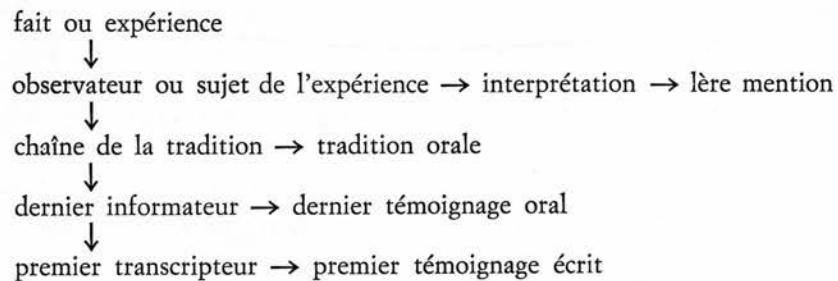 fait ou expérience
↓
observateur ou sujet de l'expérience → interprétation → lère mention
↓
chaîne de la tradition → tradition orale
↓
dernier informateur → dernier témoignage oral
↓
premier transcripteur → premier témoignage écrit